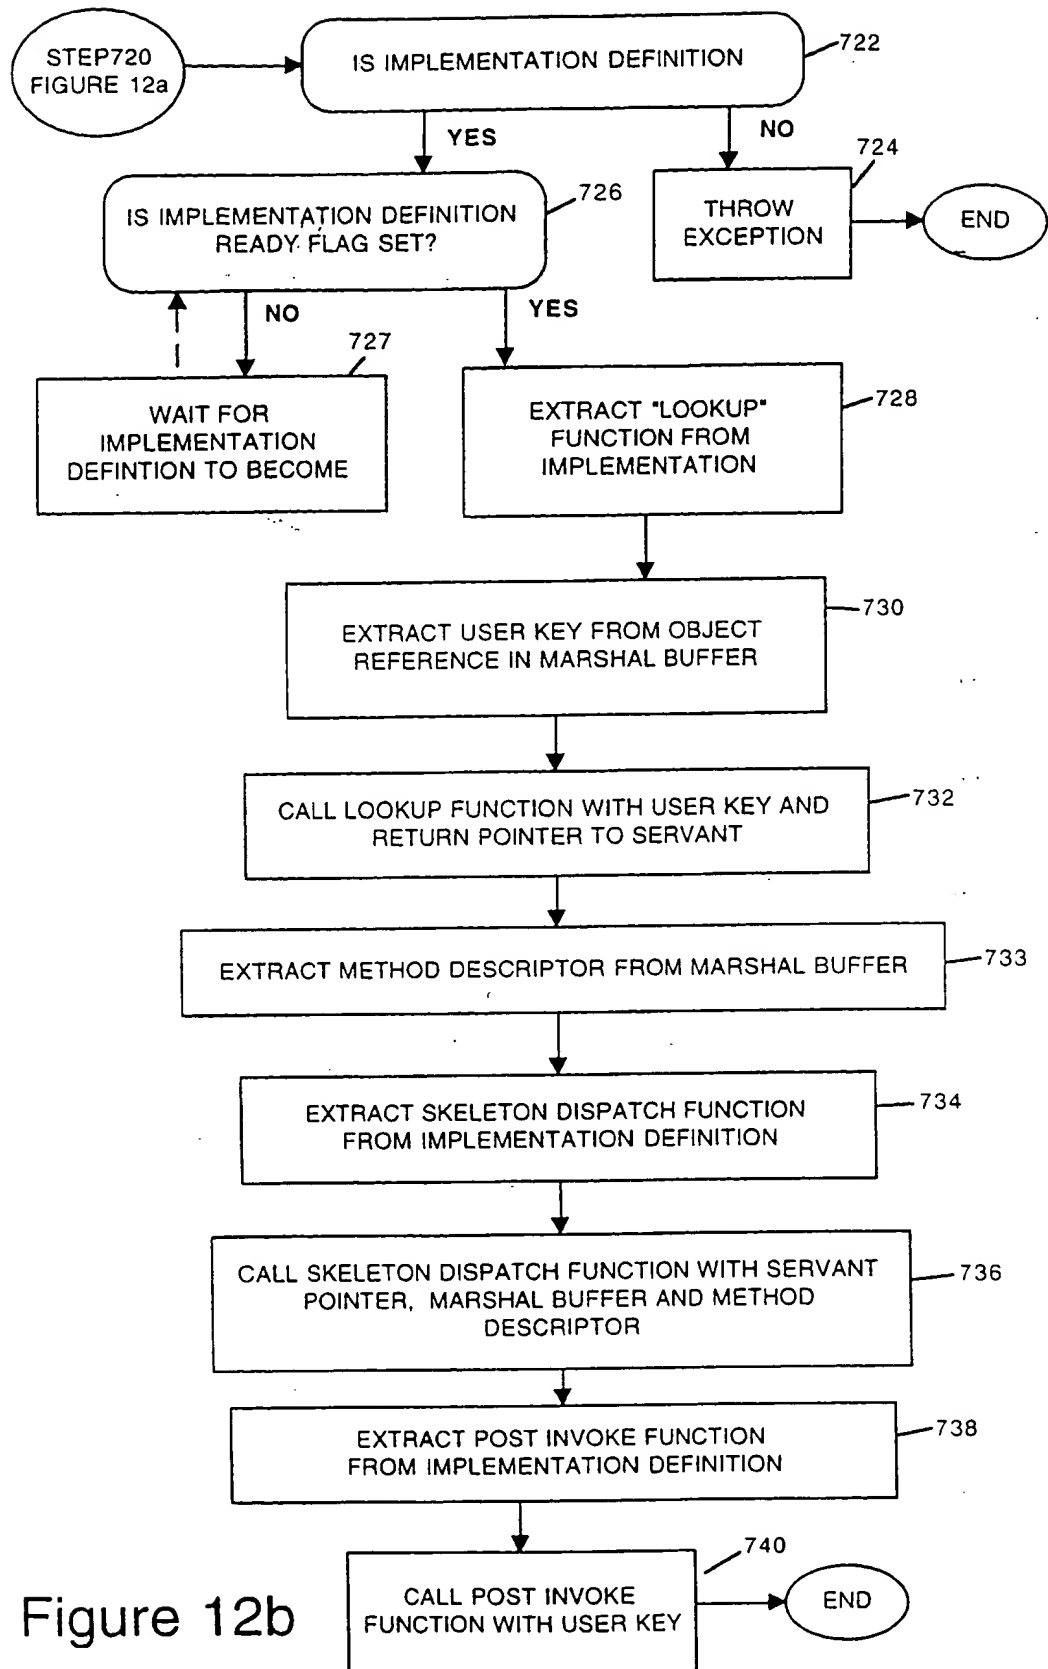 STEP720
FIGURE 12a
IS IMPLEMENTATION DEFINITION
722
YES
NO
724
IS IMPLEMENTATION DEFINITION
READY FLAG SET?
726
THROW
EXCEPTION
END
NO
YES
727
WAIT FOR
IMPLEMENTATION
DEFINTION TO BECOME
EXTRACT "LOOKUP"
FUNCTION FROM
IMPLEMENTATION
728
EXTRACT USER KEY FROM OBJECT
REFERENCE IN MARSHAL BUFFER
730
CALL LOOKUP FUNCTION WITH USER KEY AND
RETURN POINTER TO SERVANT
732
EXTRACT METHOD DESCRIPTOR FROM MARSHAL BUFFER
733
EXTRACT SKELETON DISPATCH FUNCTION
FROM IMPLEMENTATION DEFINITION
734
CALL SKELETON DISPATCH FUNCTION WITH SERVANT
POINTER, MARSHAL BUFFER AND METHOD
DESCRIPTOR
736
EXTRACT POST INVOKE FUNCTION
FROM IMPLEMENTATION DEFINITION
738
CALL POST INVOKE
FUNCTION WITH USER KEY
740
END
Figure 12b